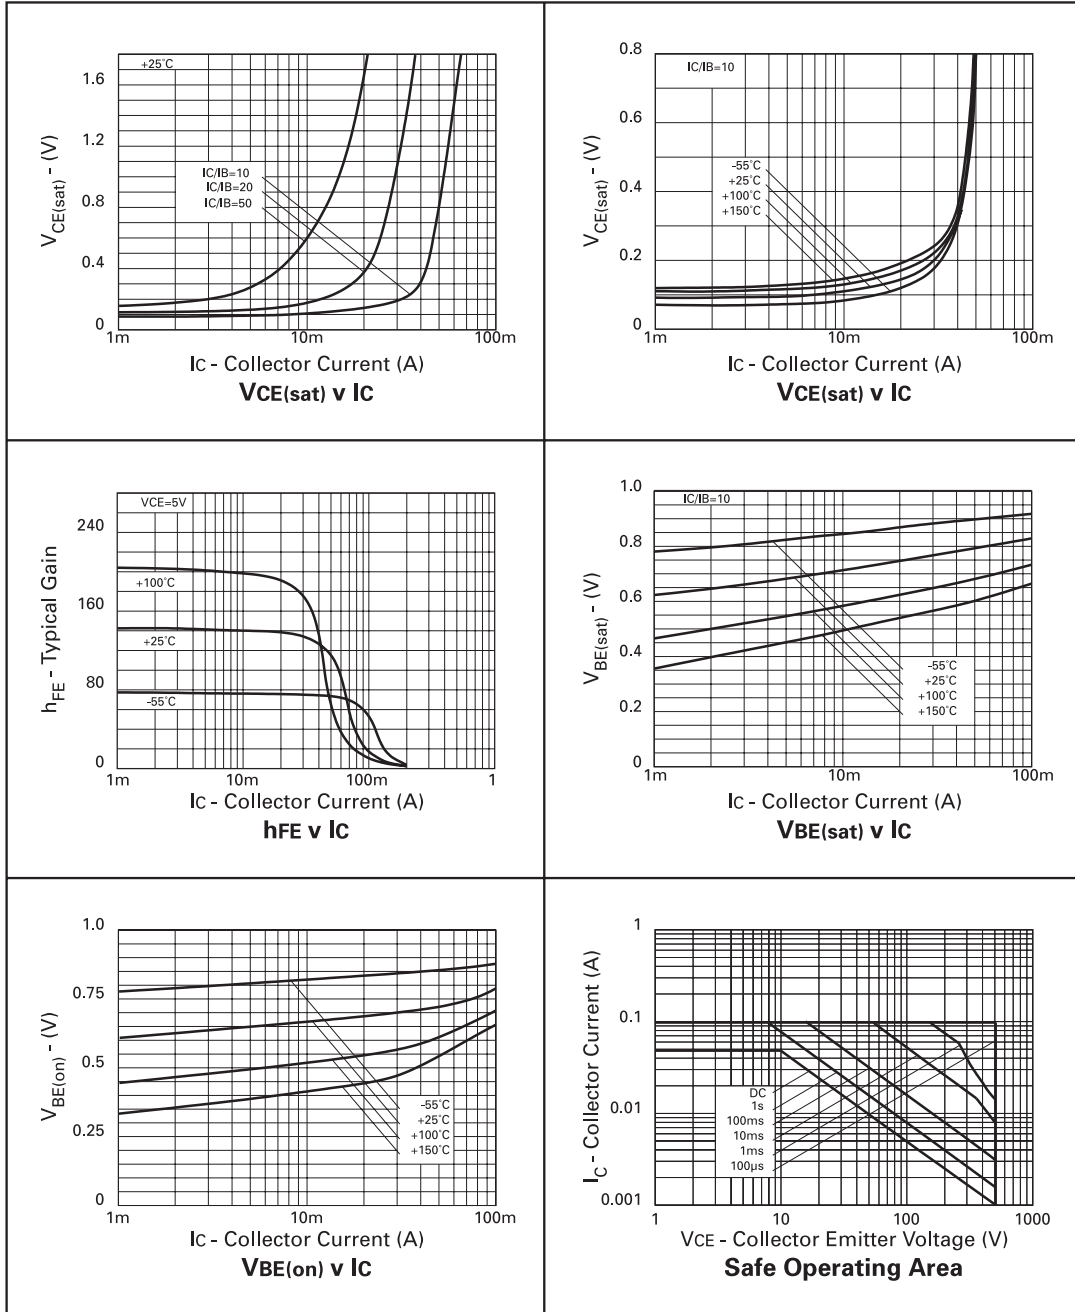 +25°C
1.6
1.2
0.8
0.4
0
VCE(sat) - (V)
IC/IB=10
IC/IB=20
IC/IB=50
1m 10m 100m
IC - Collector Current (A)
VCE(sat) v IC
IC/IB=10
0.8
0.6
0.4
0.2
0
VCE(sat) - (V)
-55°C
+25°C
+100°C
+150°C
1m 10m 100m
IC - Collector Current (A)
VCE(sat) v IC
VCE=5V
240
160
80
0
hFE - Typical Gain
+100°C
+25°C
-55°C
1m 10m 100m 1
IC - Collector Current (A)
hFE v IC
IC/IB=10
1.0
0.8
0.6
0.4
0.2
0
VBE(sat) - (V)
-55°C
+25°C
+100°C
+150°C
1m 10m 100m
IC - Collector Current (A)
VBE(sat) v IC
1.0
0.75
0.5
0.25
0
VBE(on) - (V)
-55°C
+25°C
+100°C
+150°C
1m 10m 100m
IC - Collector Current (A)
VBE(on) v IC
1
0.1
0.01
0.001
IC - Collector Current (A)
DC
1s
100ms
10ms
1ms
100µs
1 10 100 1000
VCE - Collector Emitter Voltage (V)
Safe Operating Area